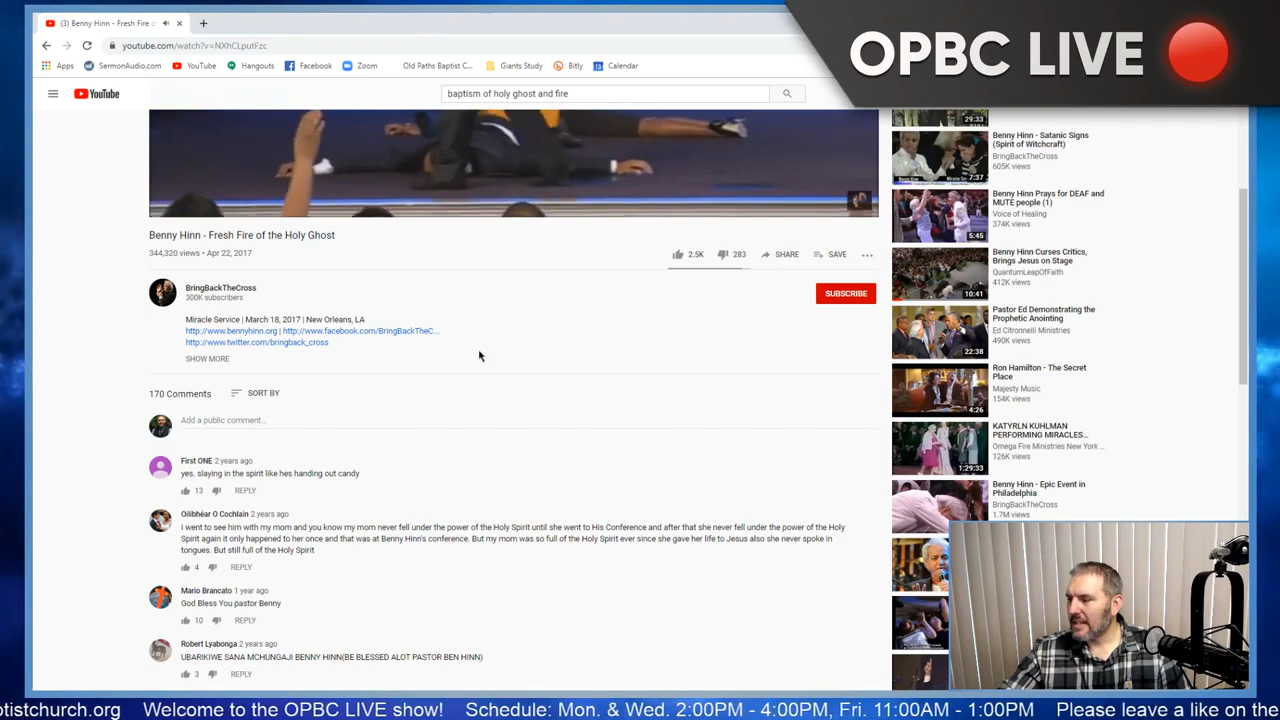 (3) Benny Hinn - Fresh Fire o
OPBC LIVE
youtube.com/watch?v=NXhCLputFzc
Apps SermonAudio.com YouTube Hangouts Facebook Zoom Old Paths Baptist C... Giants Study Bitly Calendar
YouTube
baptism of holy ghost and fire
29:33
Benny Hinn - Satanic Signs
(Spirit of Witchcraft)
BringBackTheCross
605K views
7:37
Benny Hinn Prays for DEAF and
MUTE people (1)
Voice of Healing
374K views
5:45
Benny Hinn Curses Critics,
Brings Jesus on Stage
QuantumLeapOfFaith
412K views
10:41
Pastor Ed Demonstrating the
Prophetic Anointing
Ed Citronnelli Ministries
490K views
22:38
Ron Hamilton - The Secret
Place
Majesty Music
154K views
4:26
KATYRLN KUHLMAN
PERFORMING MIRACLES...
Omega Fire Ministries New York ...
126K views
1:29:33
Benny Hinn - Epic Event in
Philadelphia
BringBackTheCross
1.7M views
Benny Hinn - Fresh Fire of the Holy Ghost
344,320 views • Apr 22, 2017
2.5K 283 SHARE SAVE
BringBackTheCross
300K subscribers
SUBSCRIBE
Miracle Service | March 18, 2017 | New Orleans, LA
http://www.bennyhinn.org | http://www.facebook.com/BringBackTheC...
http://www.twitter.com/bringback_cross
SHOW MORE
170 Comments SORT BY
Add a public comment...
First ONE 2 years ago
yes. slaying in the spirit like hes handing out candy
13 REPLY
Oilibhéar O Cochlain 2 years ago
I went to see him with my mom and you know my mom never fell under the power of the Holy Spirit until she went to His Conference and after that she never fell under the power of the Holy
Spirit again it only happened to her once and that was at Benny Hinn's conference. But my mom was so full of the Holy Spirit ever since she gave her life to Jesus also she never spoke in
tongues. But still full of the Holy Spirit
4 REPLY
Mario Brancato 1 year ago
God Bless You pastor Benny
10 REPLY
Robert Lyabonga 2 years ago
UBARIKIWE SANA MCHUNGAJI BENNY HINN(BE BLESSED ALOT PASTOR BEN HINN)
3 REPLY
otistchurch.org Welcome to the OPBC LIVE show! Schedule: Mon. & Wed. 2:00PM - 4:00PM, Fri. 11:00AM - 1:00PM Please leave a like on the